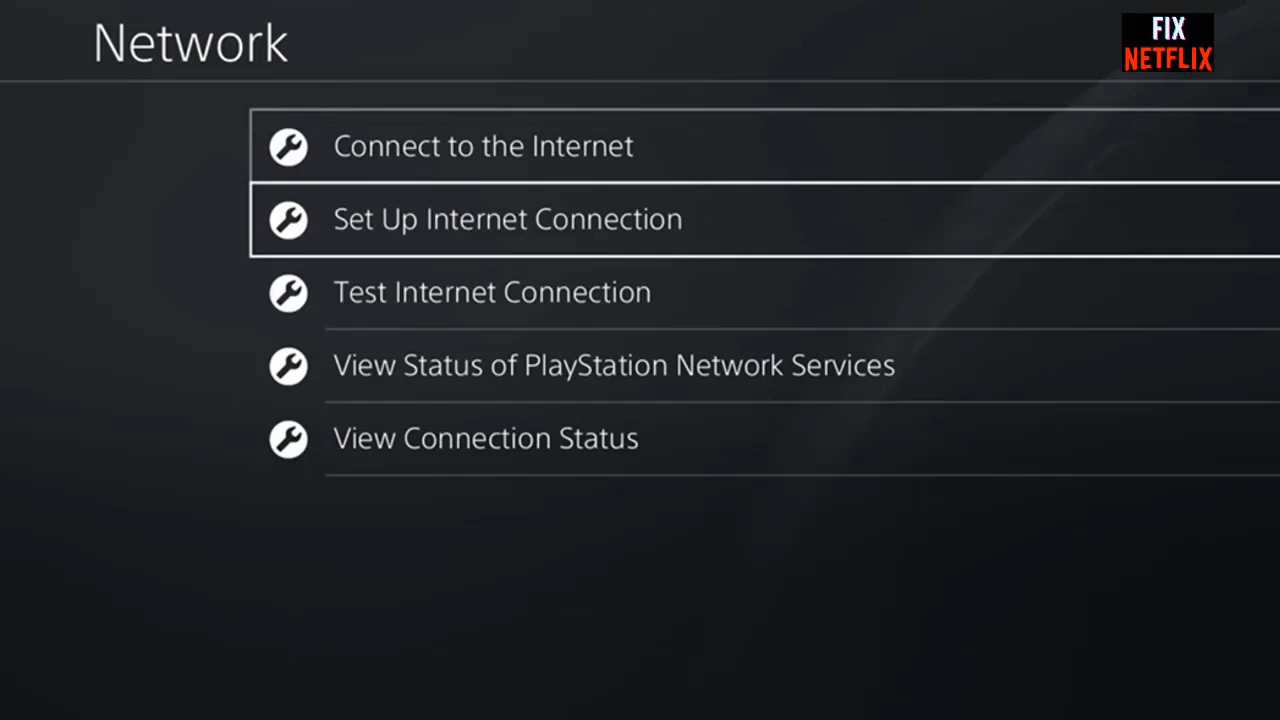 Network
FIX
NETFLIX
Connect to the Internet
Set Up Internet Connection
Test Internet Connection
View Status of PlayStation Network Services
View Connection Status